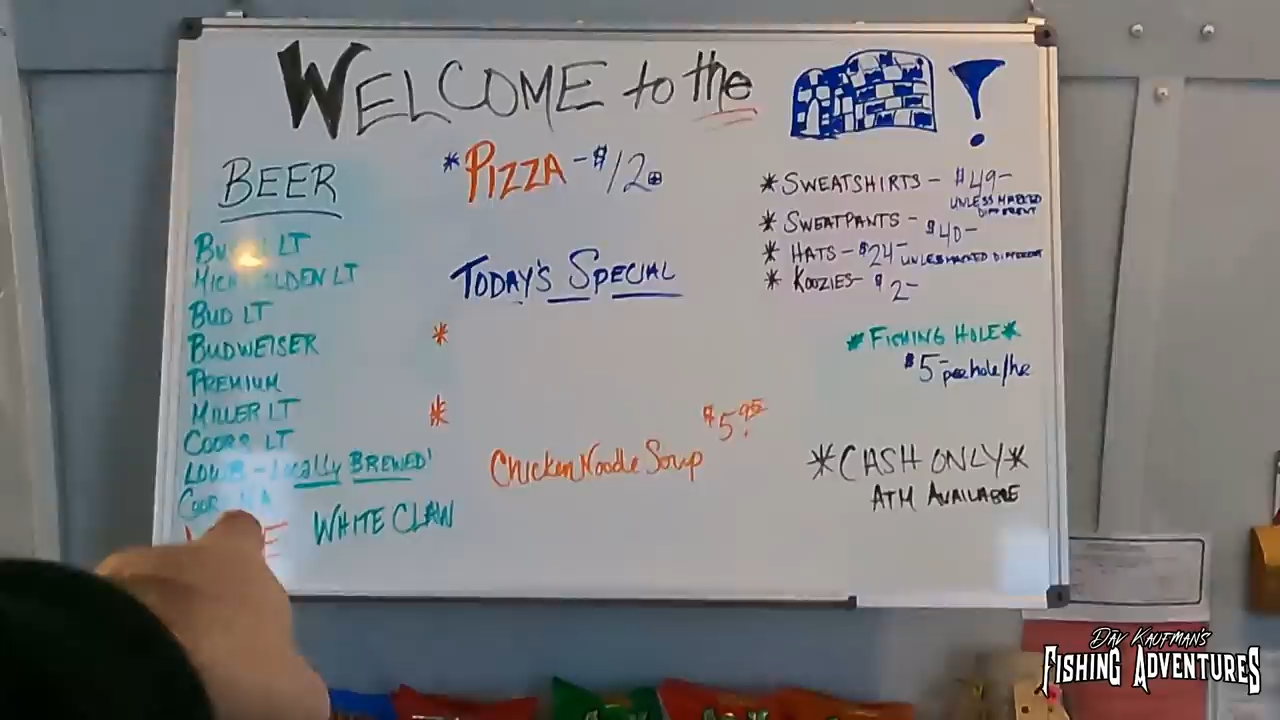 WELCOME to the !
BEER
LT
LT
BUD LT
BUDWEISER
PREMIUM
MILLER LT
COORS LT
LOWB - LOCALLY BREWED!
WHITE CLAW
*PIZZA - $12
TODAY'S SPECIAL
*
*
$5.95
Chicken Noodle Soup
* SWEATSHIRTS - $49-
UNLESS MARKED
DIFFERENT
* SWEATPANTS - $40-
* HATS - $24- UNLESS MARKED DIFFERENT
* KOOZIES - $2-
*FISHING HOLE*
$5- per hole/hr
*CASH ONLY*
ATM AVAILABLE
DAV KAUFMAN'S
FISHING ADVENTURES